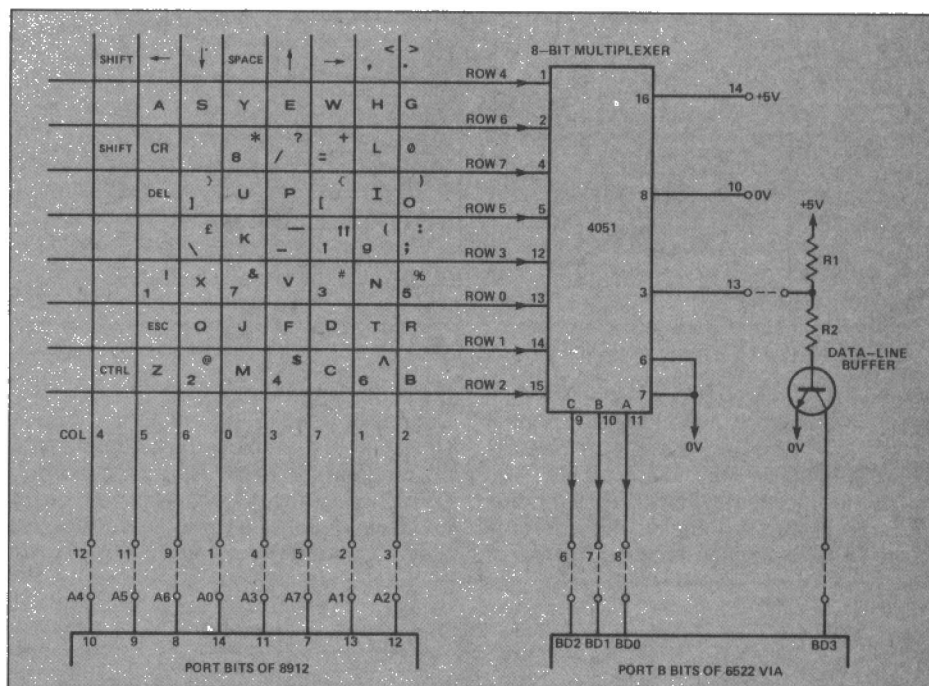 8-BIT MULTIPLEXER
SHIFT ← ↓ SPACE ↑ → , < . >
ROW 4 1
A S Y E W H G
ROW 6 2
SHIFT CR 8 * / ? = + L 0
ROW 7 4
DEL ] } U P [ { I O )
ROW 5 5
\ £ K – — 1 g ( ; :
ROW 3 12
1 ! X 7 & V 3 # N 5 %
ROW 0 13
ESC Q J F D T R
ROW 1 14
CTRL Z 2 @ M 4 $ C 6 ^ B
ROW 2 15
COL 4 5 6 0 3 7 1 2
12 11 9 1 4 5 2 3
A4 A5 A6 A0 A3 A7 A1 A2
10 9 8 14 11 7 13 12
PORT BITS OF 8912
4051
16 14 +5V
8 10 0V
3 13
6
7
0V
C B A
9 10 11
6 7 8
+5V
R1
R2
DATA-LINE
BUFFER
0V
BD2 BD1 BD0 BD3
PORT B BITS OF 6522 VIA